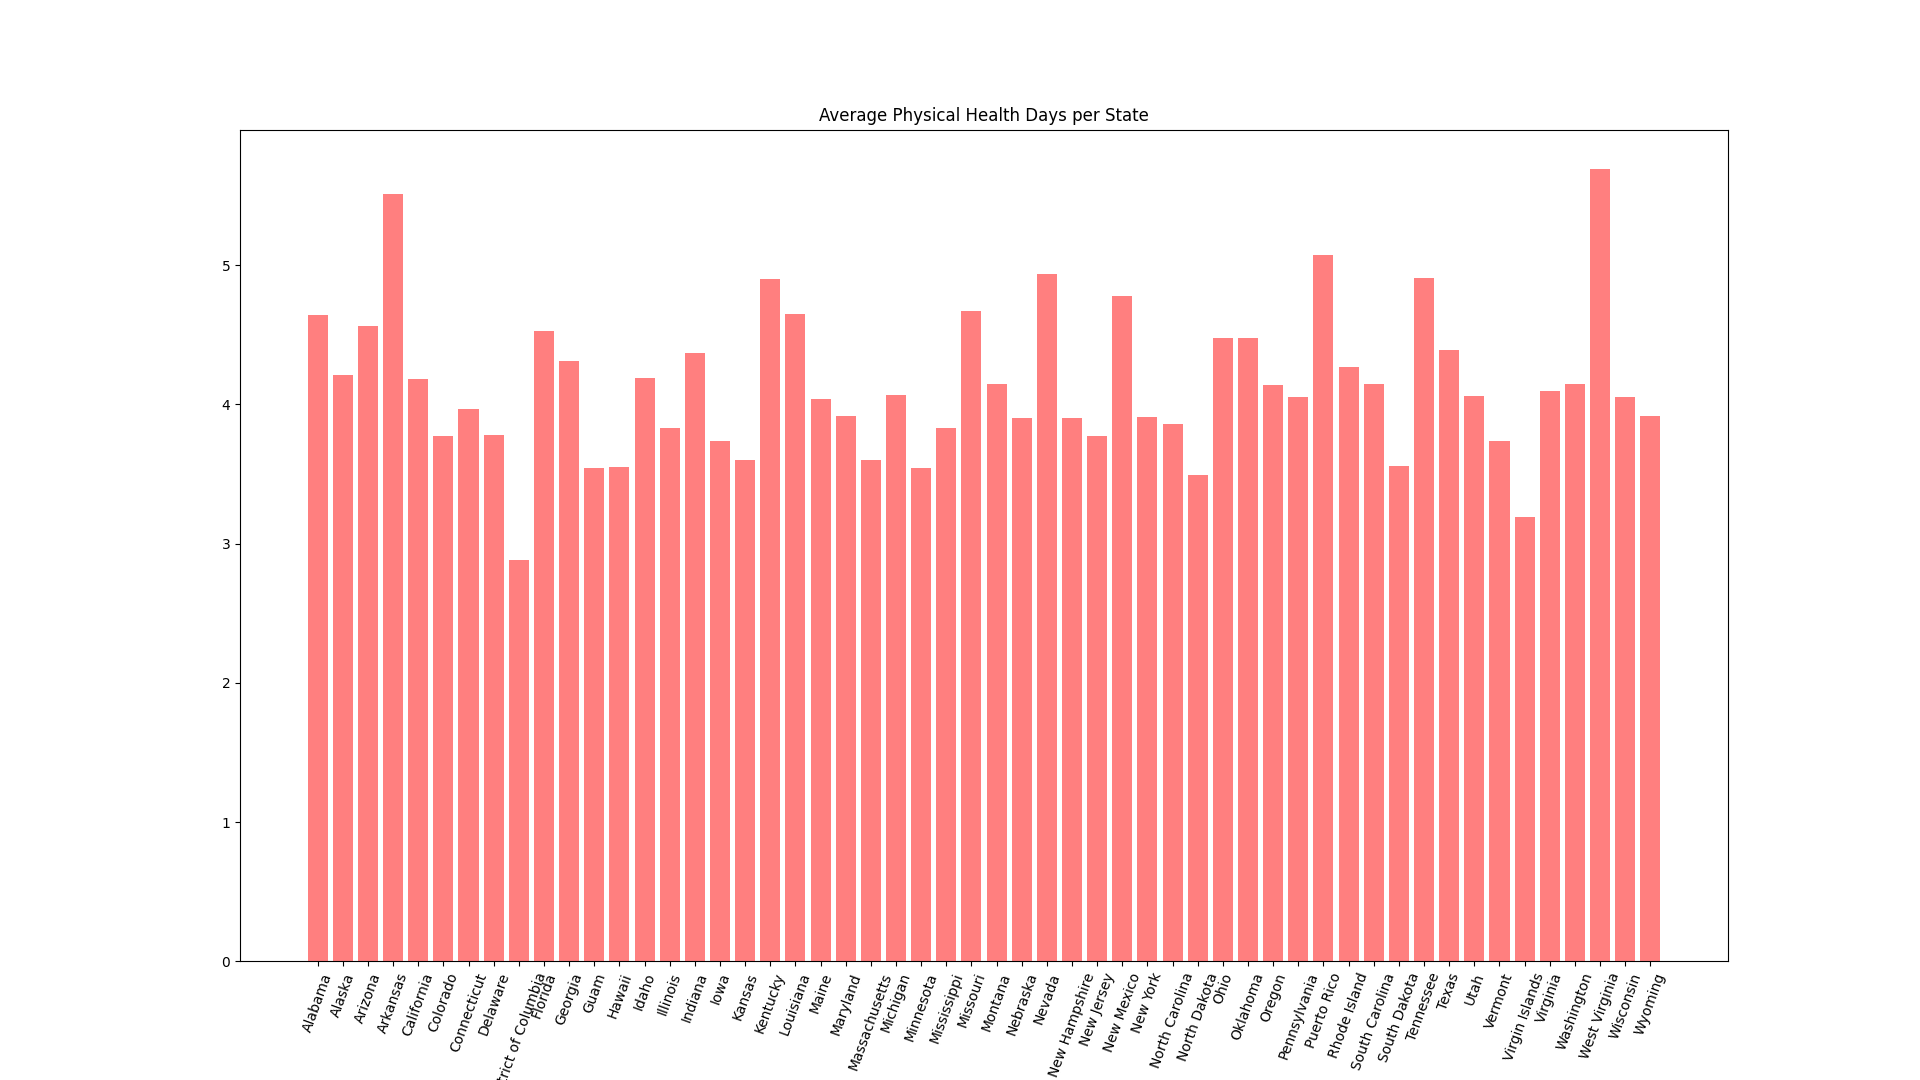 Average Physical Health Days per State
5
4
3
2
1
0
Alabama
Alaska
Arizona
Arkansas
California
Colorado
Connecticut
Delaware
of Columbia
Florida
Georgia
Guam
Hawaii
Idaho
Illinois
Indiana
Iowa
Kansas
Kentucky
Louisiana
Maine
Maryland
Massachusetts
Michigan
Minnesota
Mississippi
Missouri
Montana
Nebraska
Nevada
New Hampshire
New Jersey
New Mexico
New York
North Carolina
North Dakota
Ohio
Oklahoma
Oregon
Pennsylvania
Puerto Rico
Rhode Island
South Carolina
South Dakota
Tennessee
Texas
Utah
Vermont
Virgin Islands
Virginia
Washington
West Virginia
Wisconsin
Wyoming